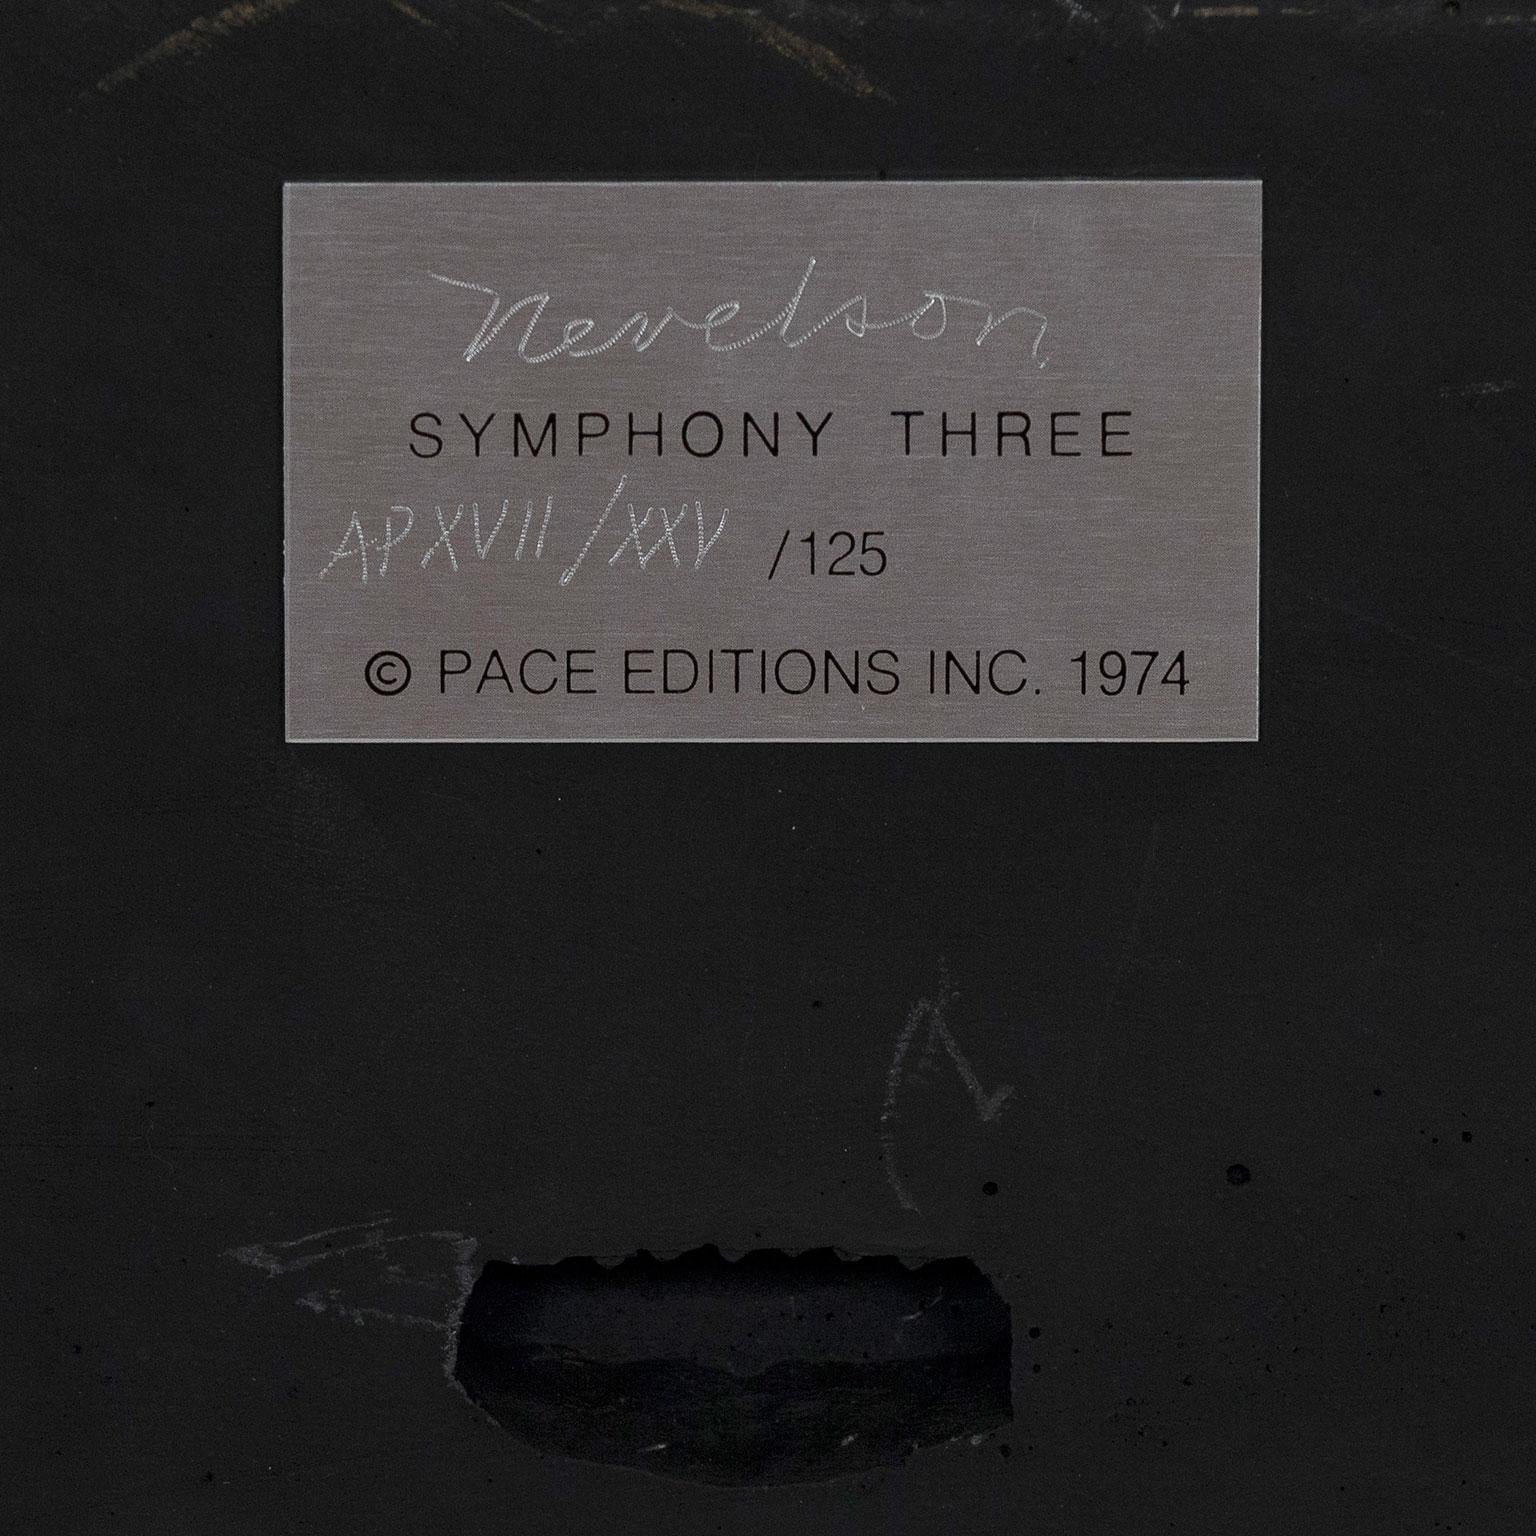 nevelson
SYMPHONY THREE
AP XVII/XXV /125
© PACE EDITIONS INC. 1974